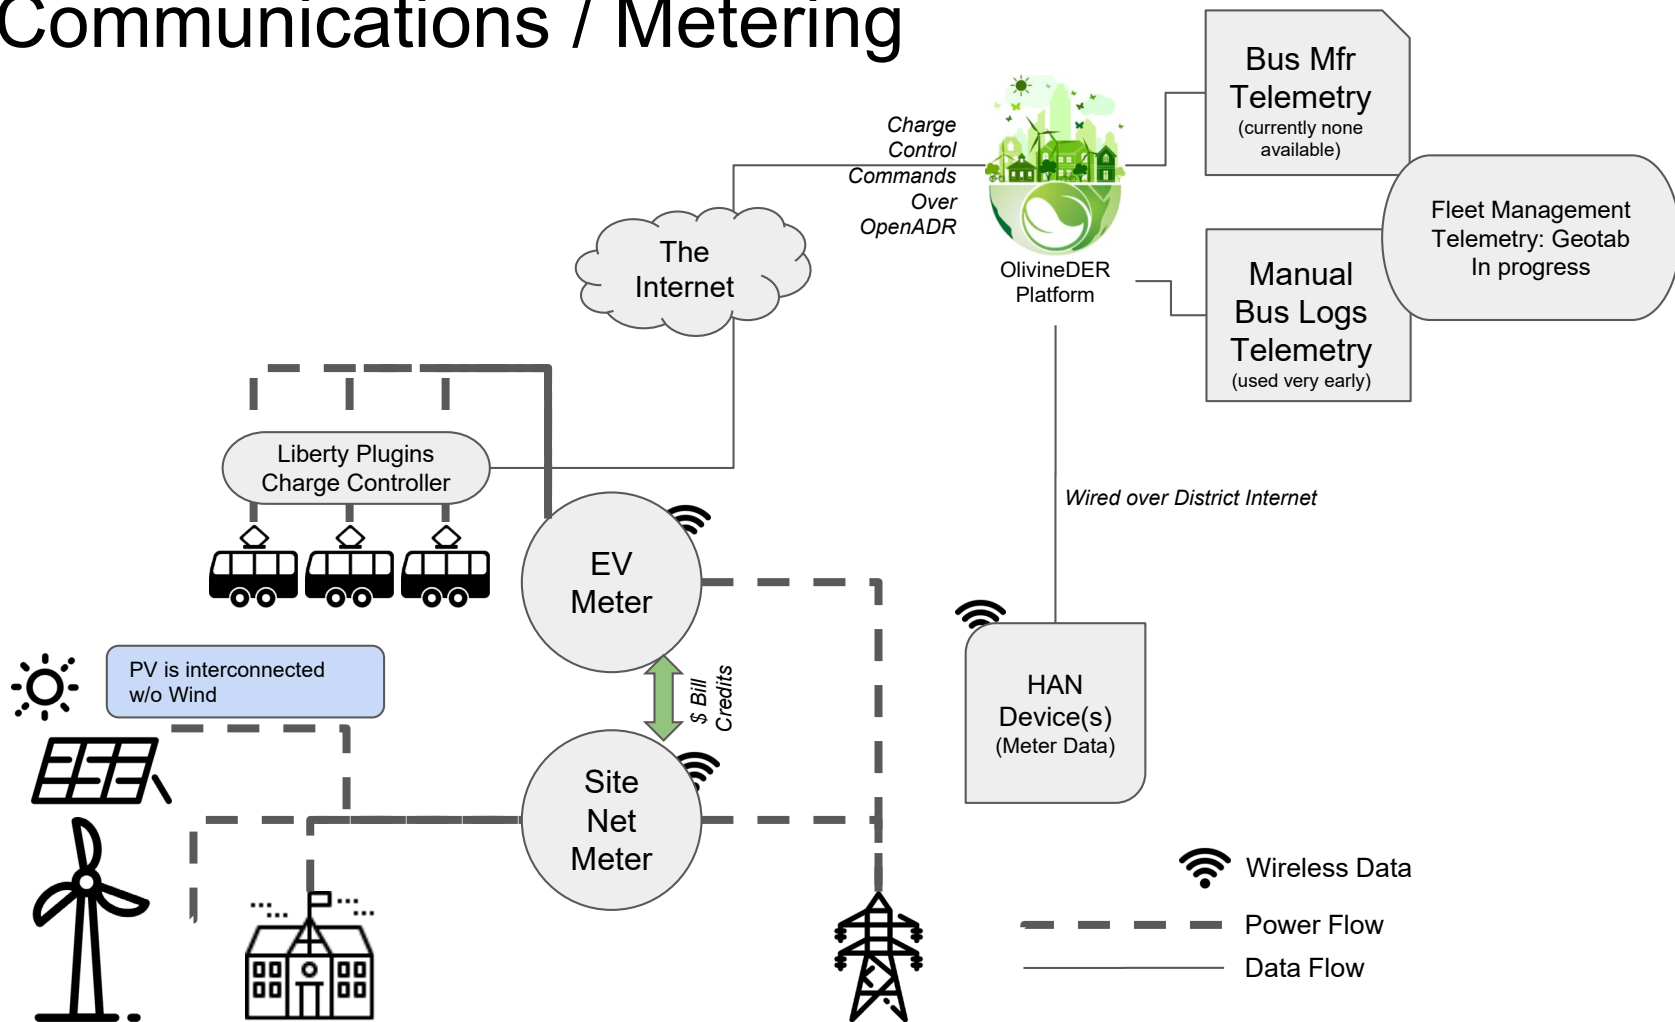 Communications / Metering
Bus Mfr
Telemetry
(currently none
available)
Charge
Control
Commands
Over
OpenADR
Fleet Management
Telemetry: Geotab
In progress
The
Internet
OlivineDER
Platform
Manual
Bus Logs
Telemetry
(used very early)
Liberty Plugins
Charge Controller
Wired over District Internet
EV
Meter
PV is interconnected
w/o Wind
$ Bill
Credits
HAN
Device(s)
(Meter Data)
Site
Net
Meter
Wireless Data
Power Flow
Data Flow